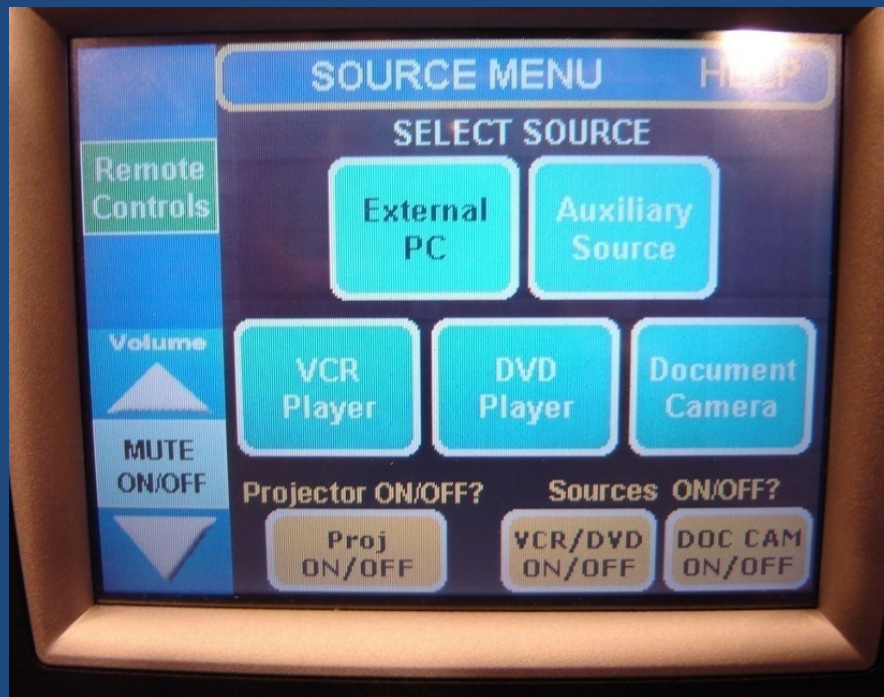 SOURCE MENU HELP
SELECT SOURCE
Remote
Controls
External
PC
Auxiliary
Source
Volume
MUTE
ON/OFF
VCR
Player
DVD
Player
Document
Camera
Projector ON/OFF?
Sources ON/OFF?
Proj
ON/OFF
VCR/DVD
ON/OFF
DOC CAM
ON/OFF